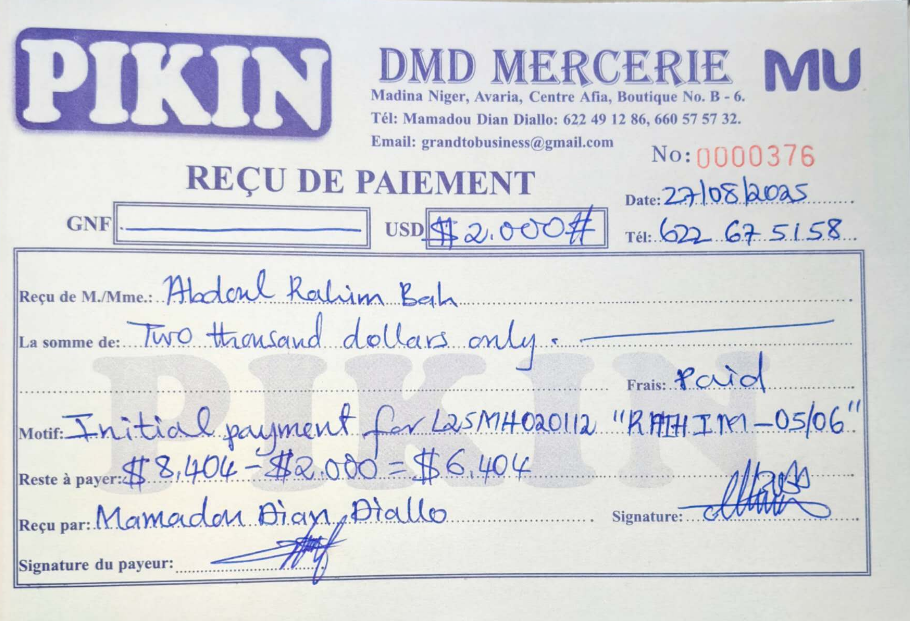 PIKIN
DMD MERCERIE
MU
Madina Niger, Avaria, Centre Afia, Boutique No. B - 6.
Tél: Mamadou Dian Diallo: 622 49 12 86, 660 57 57 32.
Email: grandtobusiness@gmail.com
No: 0000376
REÇU DE PAIEMENT
Date: 27/08/2025
GNF
USD $2.000#
Tél: 622 67 51 58
Reçu de M./Mme.: Abdoul Rahim Bah
La somme de: Two thousand dollars only.
Frais: Paid
Motif: Initial payment for L25MH020112 "RAHIM-05/06"
Reste à payer: $8,404 - $2.000 = $6,404
Reçu par: Mamadou Dian Diallo
Signature:
Signature du payeur:
PIKIN